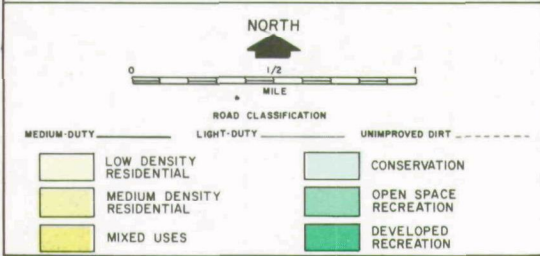 NORTH
0 1/2 1
MILE
ROAD CLASSIFICATION
MEDIUM-DUTY LIGHT-DUTY UNIMPROVED DIRT
LOW DENSITY
RESIDENTIAL
CONSERVATION
MEDIUM DENSITY
RESIDENTIAL
OPEN SPACE
RECREATION
MIXED USES
DEVELOPED
RECREATION